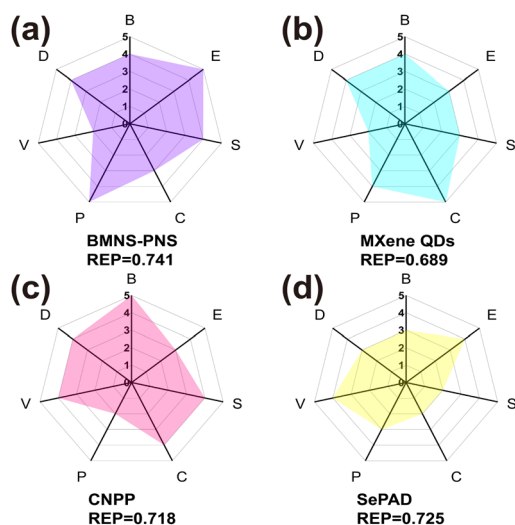 (a)
B
5
4
3
2
1
0
D
E
V
S
P
C
BMNS-PNS
REP=0.741
(b)
B
5
4
3
2
1
0
D
E
V
S
P
C
MXene QDs
REP=0.689
(c)
B
5
4
3
2
1
0
D
E
V
S
P
C
CNPP
REP=0.718
(d)
B
5
4
3
2
1
0
D
E
V
S
P
C
SePAD
REP=0.725